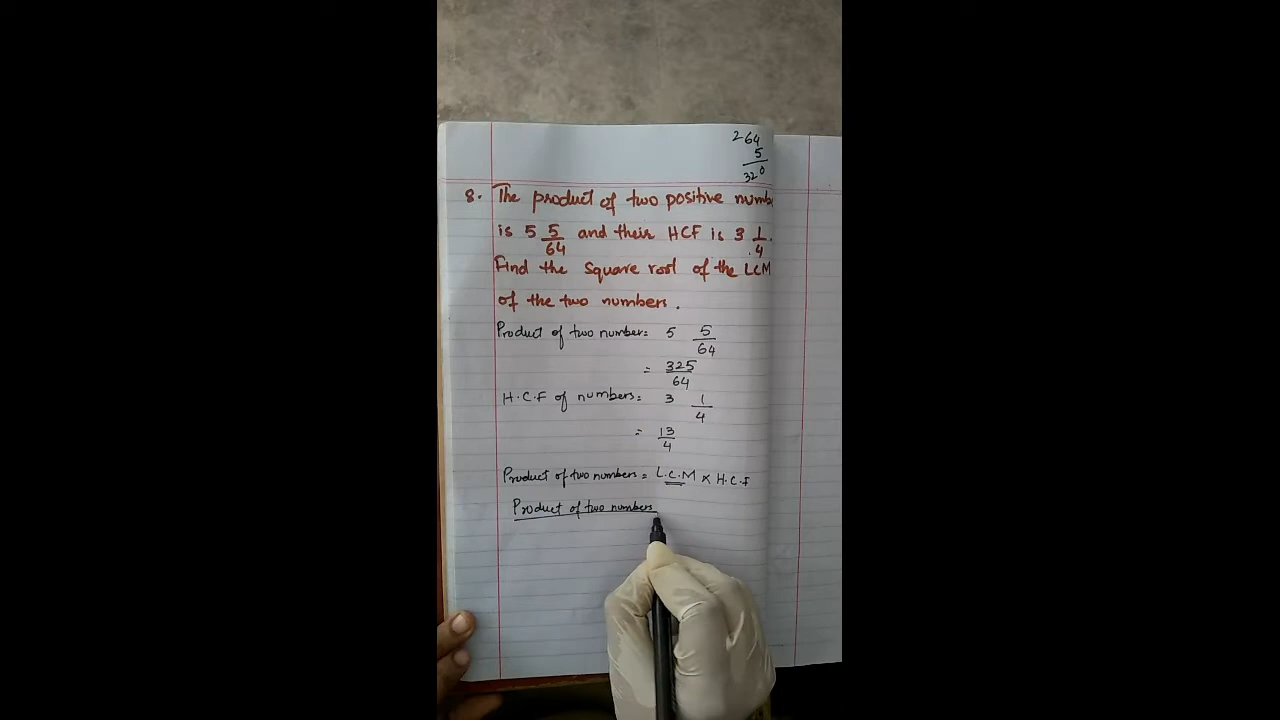 264
5
320
8. The product of two positive numb
is 5 5/64 and their HCF is 3 1/4.
Find the square root of the LCM
of the two numbers.
Product of two number= 5 5/64
= 325/64
H.C.F of numbers= 3 1/4
= 13/4
Product of two numbers = L.C.M × H.C.F
Product of two numbers